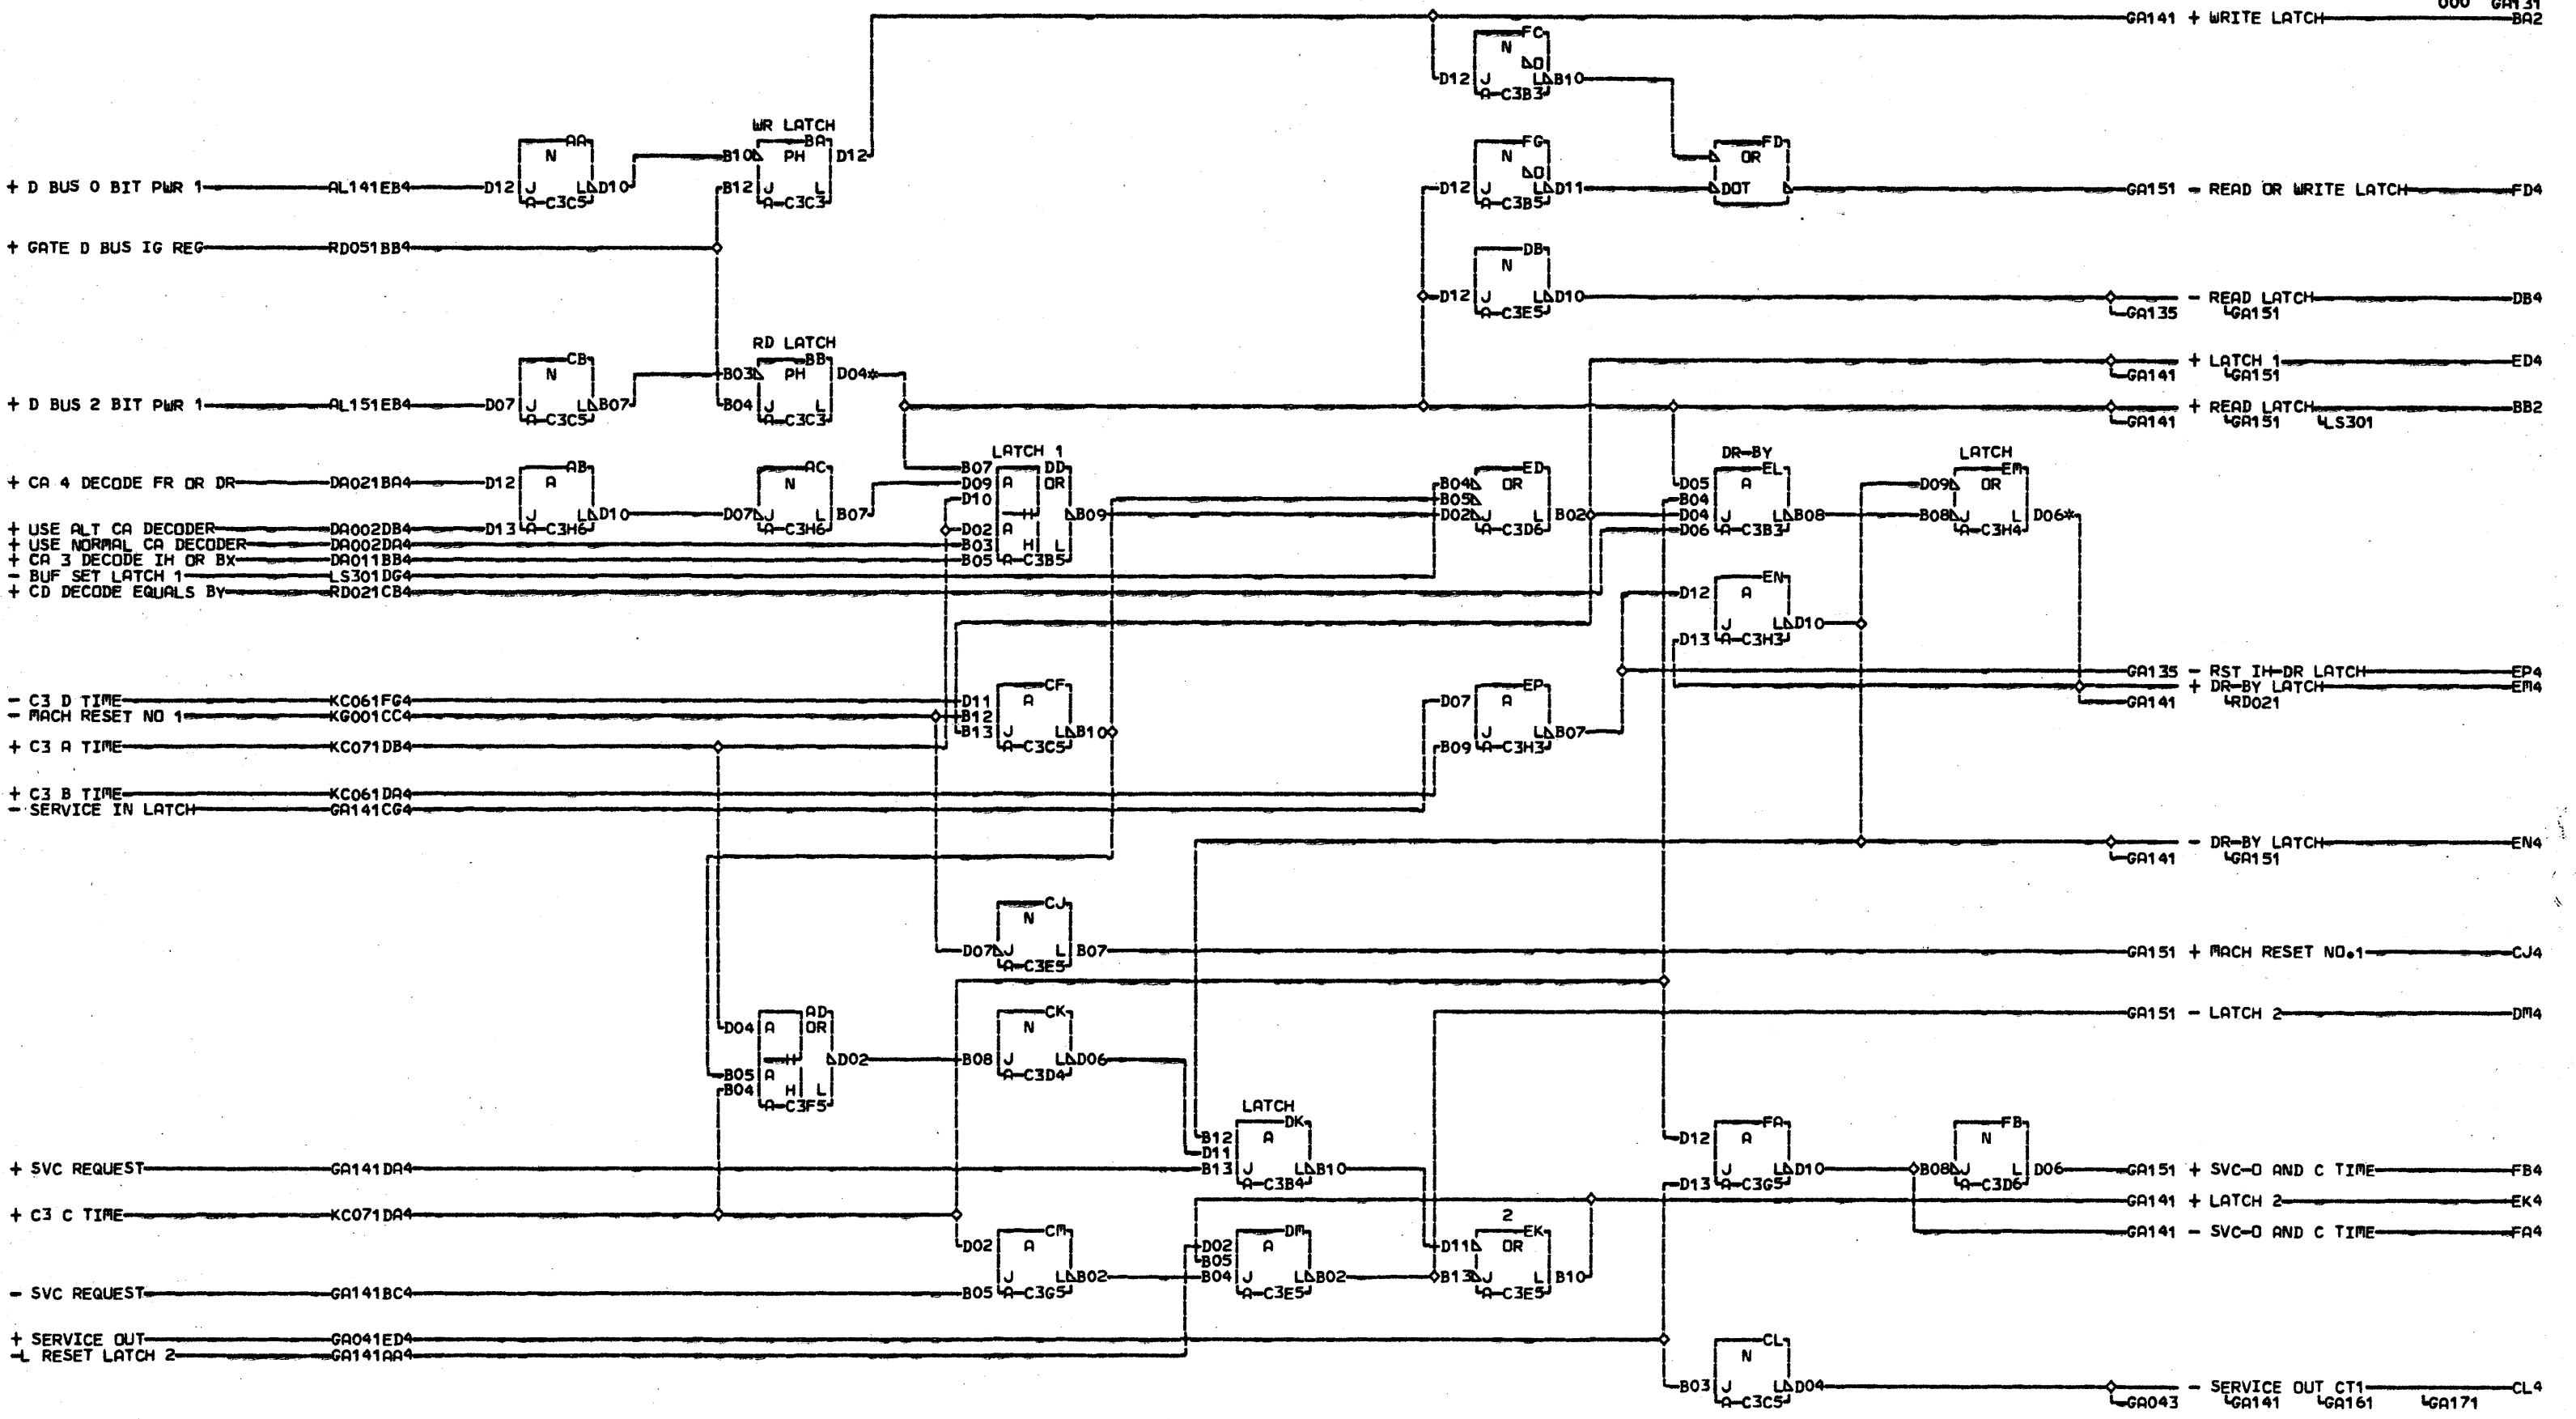 000 GA131
GA141 + WRITE LATCH BA2
FC
N
D12 J L B10
A-C3B3
WR LATCH
AA BA FG FD
N B10 PH D12 N OR
+ D BUS 0 BIT PWR 1 AL141EB4 D12 J L D10 B12 J L D12 J L D11 DOT GA151 - READ OR WRITE LATCH FD4
A-C3C5 A-C3C3 A-C3B5
+ GATE D BUS IG REG RD051BB4
DB
N
D12 J L D10 - READ LATCH DB4
A-C3E5 GA135 GA151
RD LATCH
CB BB + LATCH 1 ED4
N B03 PH D04* GA141 GA151
+ D BUS 2 BIT PWR 1 AL151EB4 D07 J L B07 B04 J L + READ LATCH BB2
A-C3C5 A-C3C3 GA141 GA151 LS301
LATCH 1 DR-BY LATCH
AB AC B07 DD ED EL EM
+ CA 4 DECODE FR OR DR DA021BA4 D12 A N D09 A OR B04 OR D05 A D09 OR
D10 B05 B04
J L D10 D07 J L B07 H B09 D02 J L B02 D04 J L B08 B08 J L D06*
+ USE ALT CA DECODER DA002DB4 D13 A-C3H6 A-C3H6 D02 A A-C3D6 D06 A-C3B3 A-C3H4
+ USE NORMAL CA DECODER DA002DA4 B03 H L
+ CA 3 DECODE IH OR BX DA011BB4 B05 A-C3B5
- BUF SET LATCH 1 LS301DG4 EN
+ CD DECODE EQUALS BY RD021CB4 D12 A
J L D10
D13 A-C3H3
GA135 - RST IH-DR LATCH EP4
CF EP + DR-BY LATCH EM4
- C3 D TIME KC061FG4 D11 A D07 A GA141 RD021
- MACH RESET NO 1 KG001CC4 B12
B13 J L B10 J L B07
+ C3 A TIME KC071DB4 A-C3C5 B09 A-C3H3
+ C3 B TIME KC061DA4
- SERVICE IN LATCH GA141CG4
- DR-BY LATCH EN4
GA141 GA151
CJ
N
D07 J L B07 GA151 + MACH RESET NO.1 CJ4
A-C3E5
AD CK GA151 - LATCH 2 DM4
D04 A OR N
H D02 B08 J L D06
B05 A A-C3D4
B04 H L
A-C3F5 LATCH
DK FA FB
B12 A D12 A N
D11
+ SVC REQUEST GA141DA4 B13 J L B10 J L D10 B08 J L D06 GA151 + SVC-O AND C TIME FB4
A-C3B4 D13 A-C3G5 A-C3D6
GA141 + LATCH 2 EK4
+ C3 C TIME KC071DA4 2
CM DM EK GA141 - SVC-O AND C TIME FA4
D02 A D02 A D11 OR
B05
J L B02 B04 J L B02 B13 J L B10
- SVC REQUEST GA141BC4 B05 A-C3G5 A-C3E5 A-C3E5
+ SERVICE OUT GA041ED4 CL
-L RESET LATCH 2 GA141AA4 N
B03 J L D04 - SERVICE OUT CT1 CL4
A-C3C5 GA043 GA141 GA161 GA171